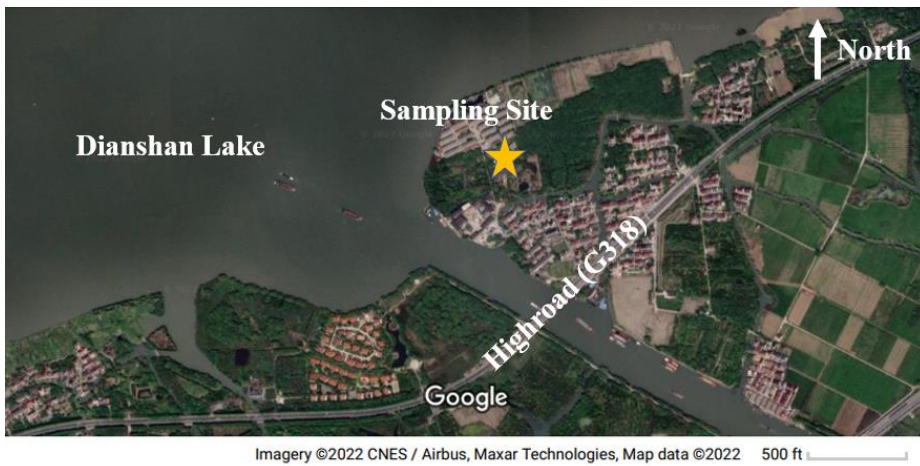 North
Sampling Site
Dianshan Lake
Highroad (G318)
Google
Imagery ©2022 CNES / Airbus, Maxar Technologies, Map data ©2022 500 ft